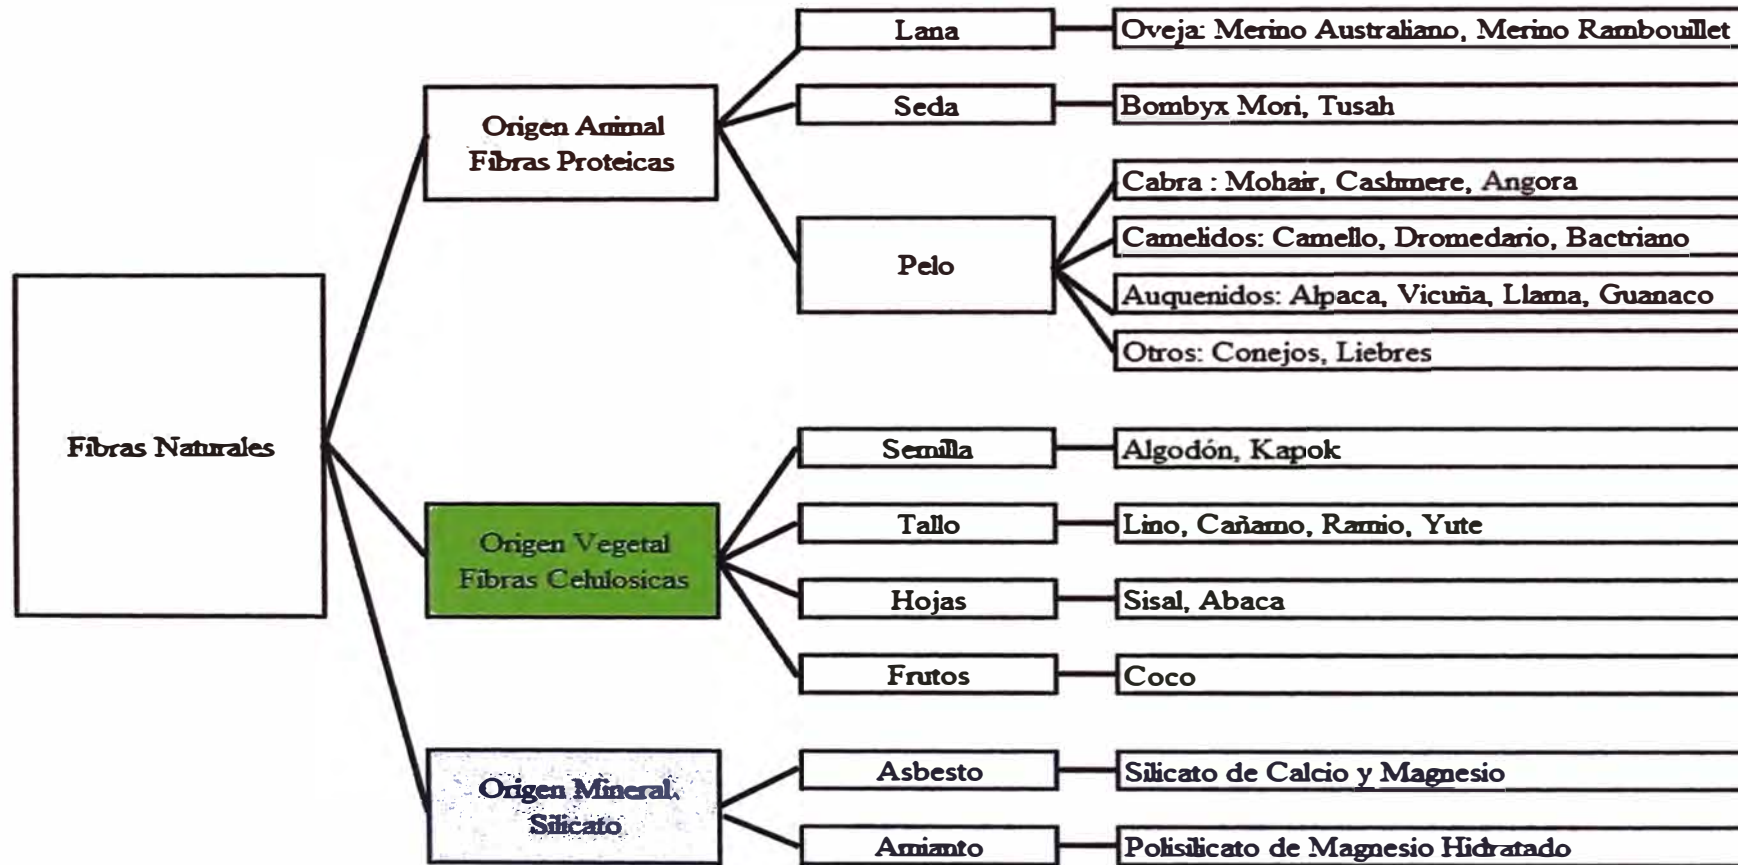 Fibras Naturales
Origen Animal
Fibras Proteicas
Lana
Oveja: Merino Australiano, Merino Rambouillet
Seda
Bombyx Mori, Tusah
Pelo
Cabra : Mohair, Cashmere, Angora
Camelidos: Camello, Dromedario, Bactriano
Auquenidos: Alpaca, Vicuña, Llama, Guanaco
Otros: Conejos, Liebres
Origen Vegetal
Fibras Celulosicas
Semilla
Algodón, Kapok
Tallo
Lino, Cañamo, Ramio, Yute
Hojas
Sisal, Abaca
Frutos
Coco
Origen Mineral,
Silicato
Asbesto
Silicato de Calcio y Magnesio
Amianto
Polisilicato de Magnesio Hidratado